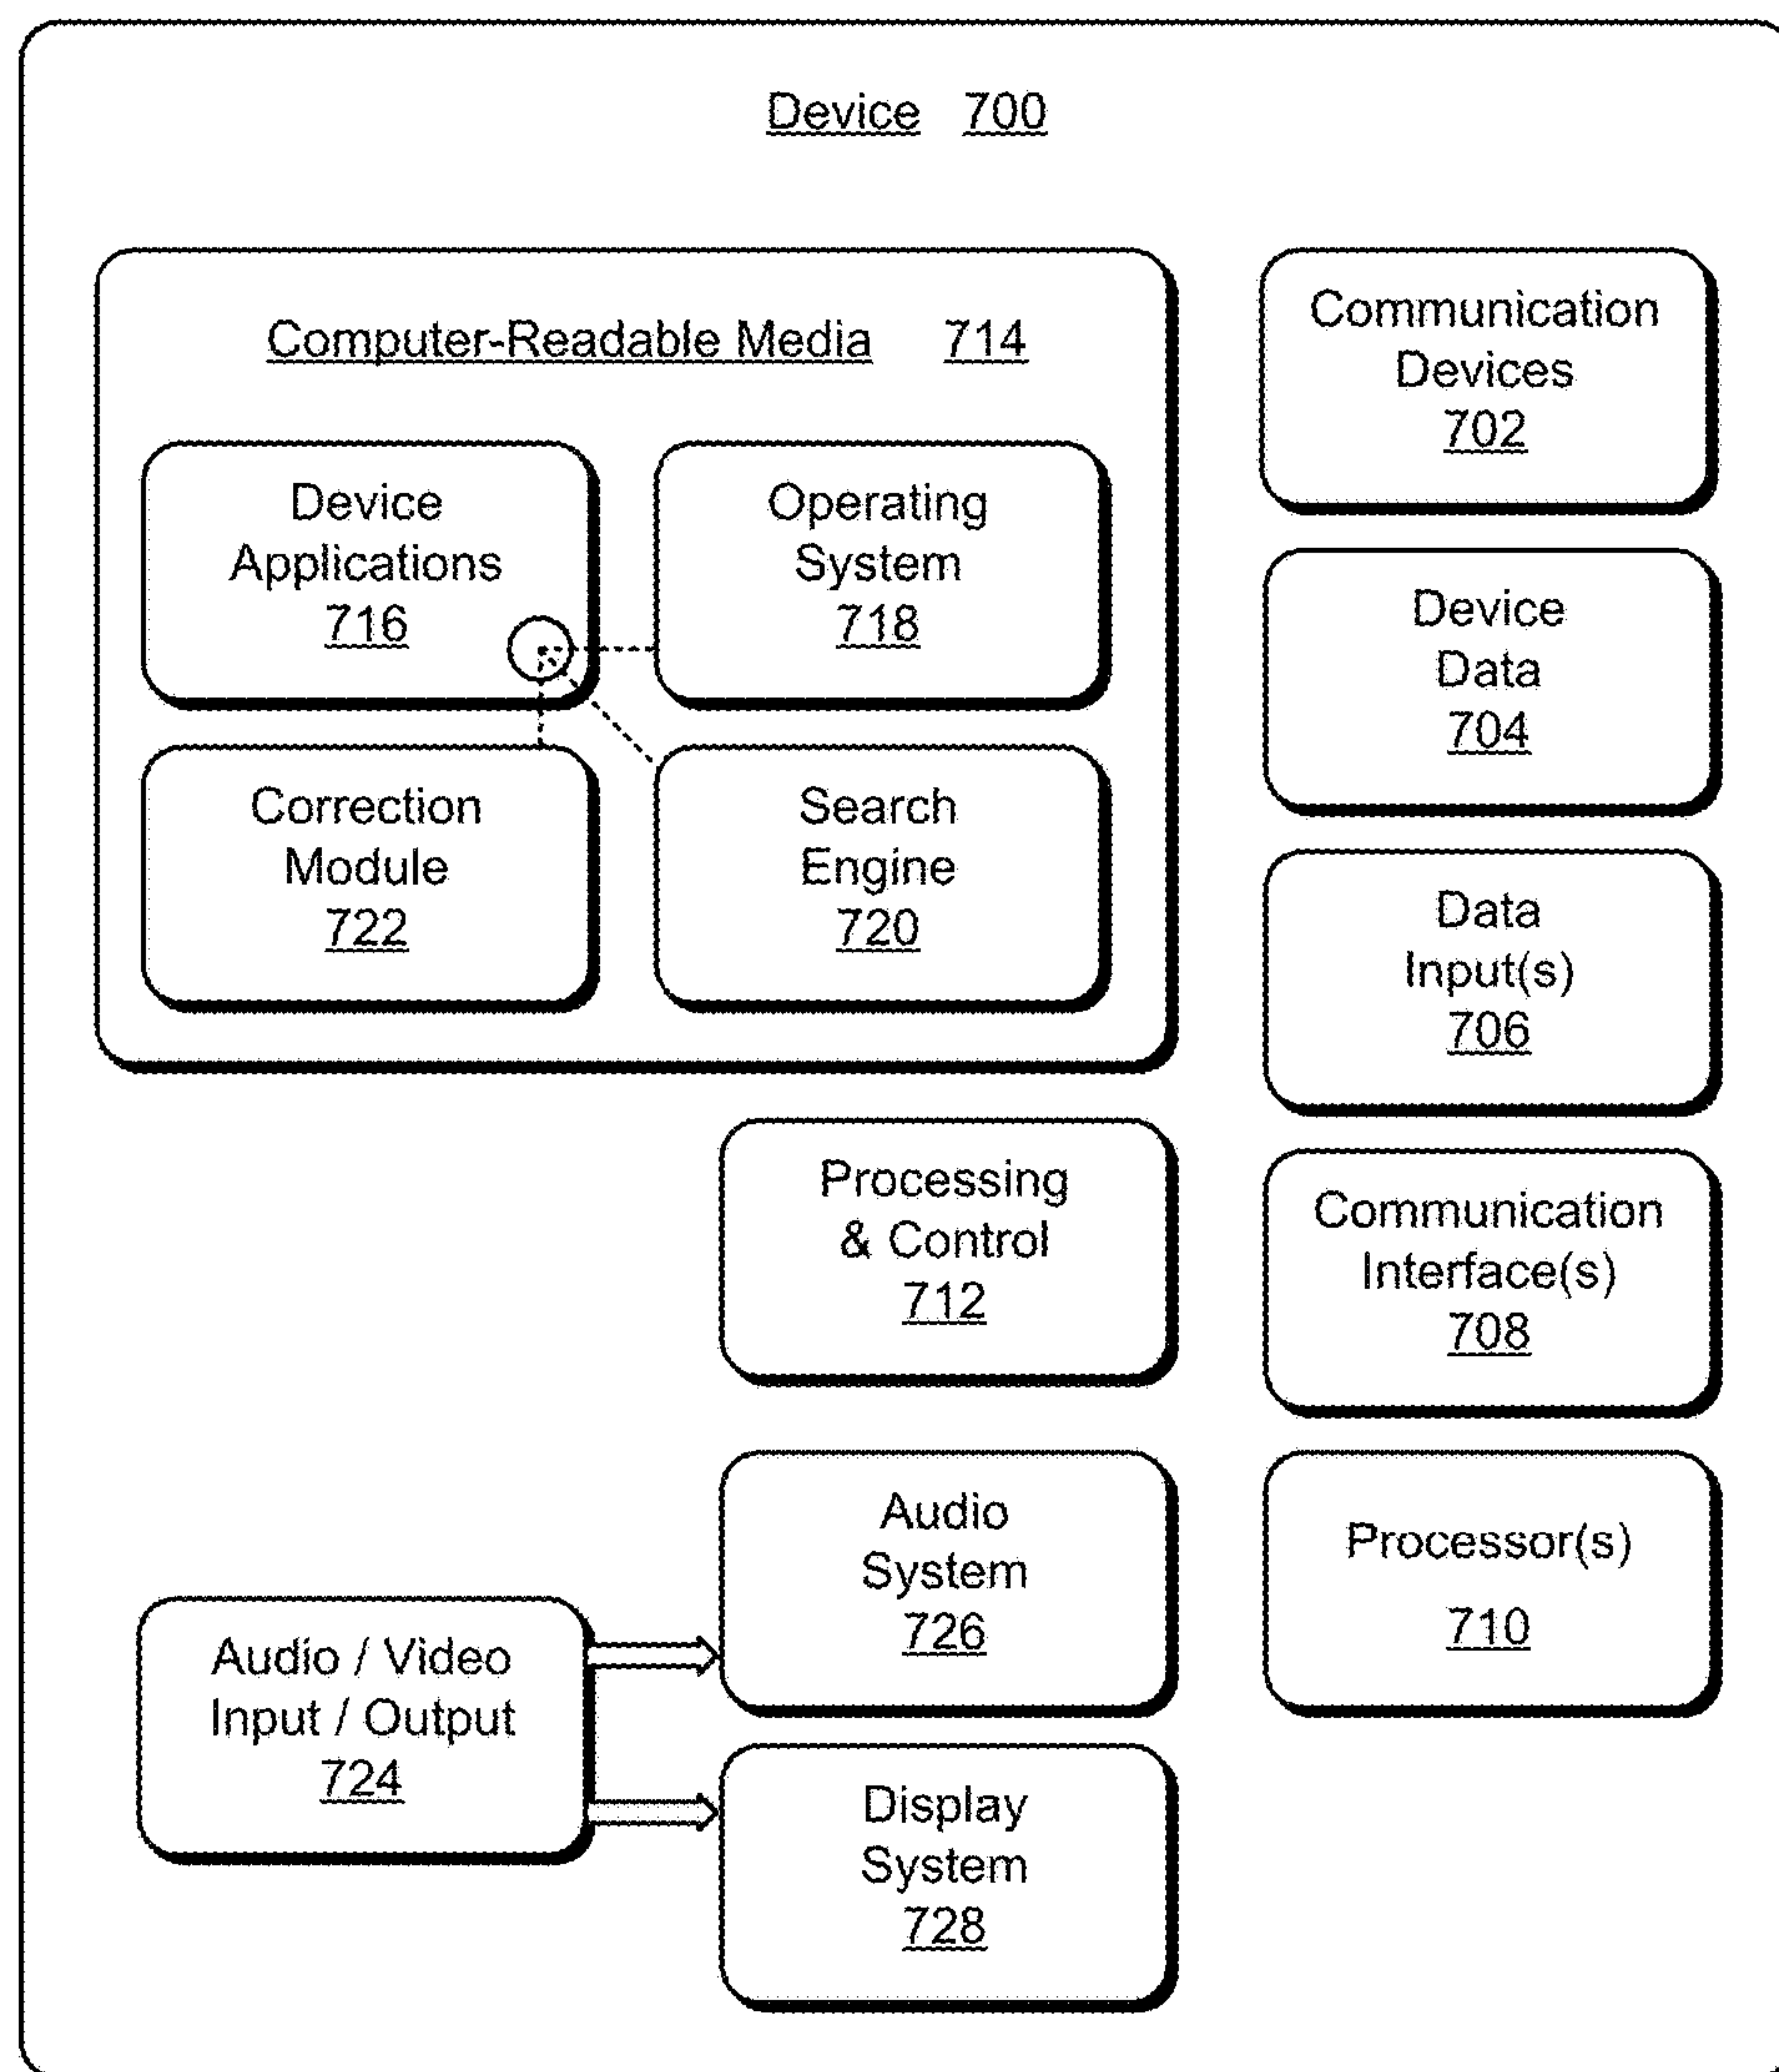 Device 700
Computer-Readable Media 714
Device
Applications
716
Operating
System
718
Correction
Module
722
Search
Engine
720
Communication
Devices
702
Device
Data
704
Data
Input(s)
706
Communication
Interface(s)
708
Processor(s)
710
Processing
& Control
712
Audio / Video
Input / Output
724
Audio
System
726
Display
System
728